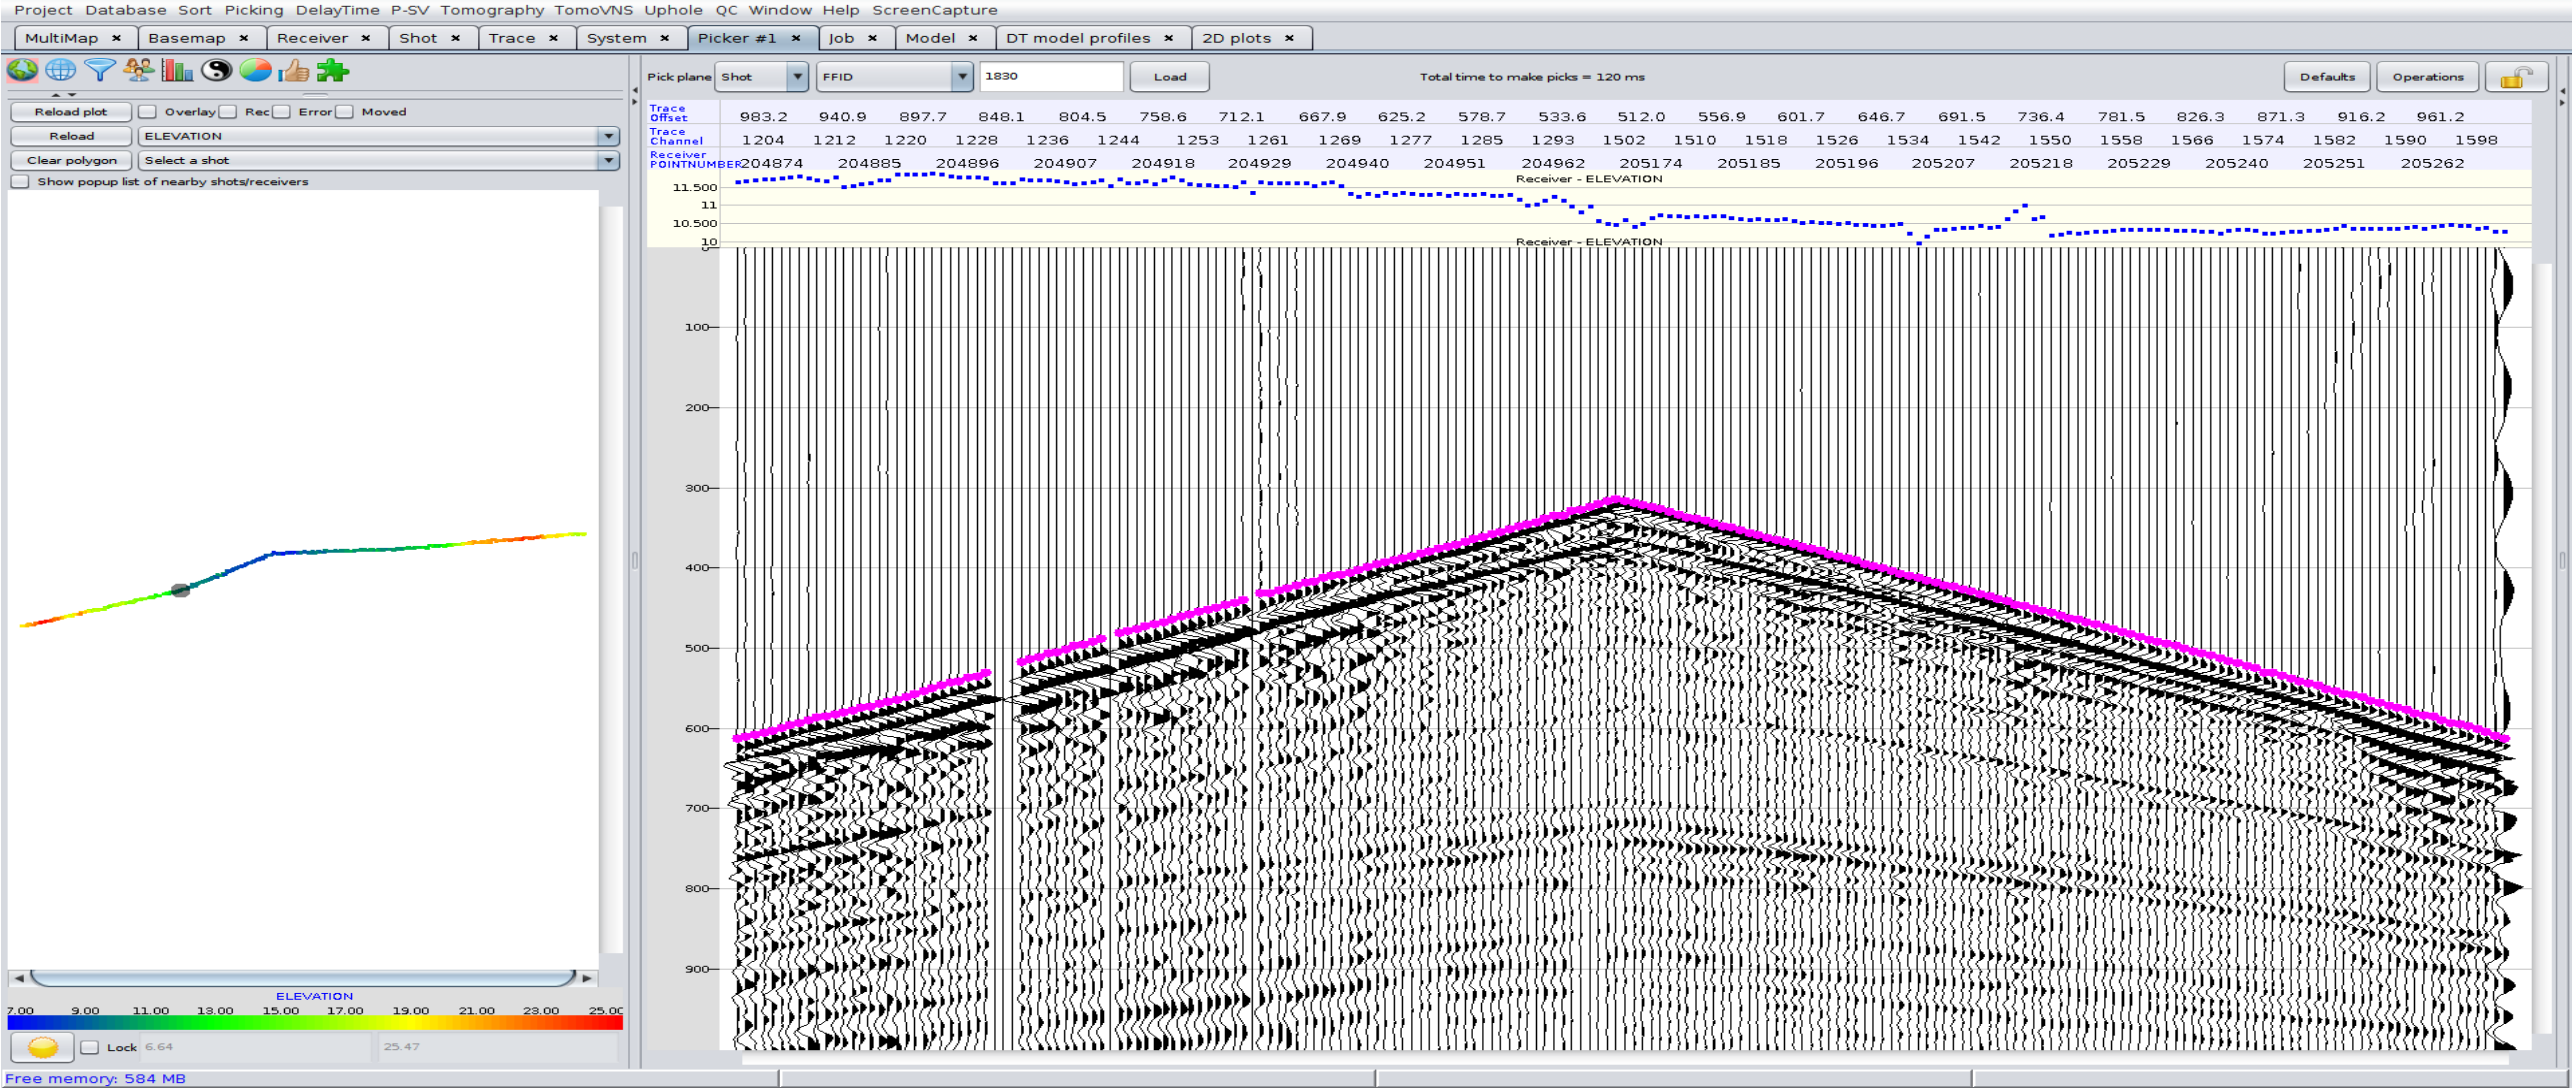 Project Database Sort Picking DelayTime P-SV Tomography TomoVNS Uphole QC Window Help ScreenCapture
MultiMap × Basemap × Receiver × Shot × Trace × System × Picker #1 × Job × Model × DT model profiles × 2D plots ×
Pick plane Shot FFID 1830 Load Total time to make picks = 120 ms Defaults Operations
Reload plot Overlay Rec Error Moved
Reload ELEVATION
Clear polygon Select a shot
Show popup list of nearby shots/receivers
Trace Offset 983.2 940.9 897.7 848.1 804.5 758.6 712.1 667.9 625.2 578.7 533.6 512.0 556.9 601.7 646.7 691.5 736.4 781.5 826.3 871.3 916.2 961.2
Trace Channel 1204 1212 1220 1228 1236 1244 1253 1261 1269 1277 1285 1293 1502 1510 1518 1526 1534 1542 1550 1558 1566 1574 1582 1590 1598
Receiver POINTNUMBER 204874 204885 204896 204907 204918 204929 204940 204951 204962 205174 205185 205196 205207 205218 205229 205240 205251 205262
Receiver - ELEVATION
11.500
11
10.500
10
Receiver - ELEVATION
0
100
200
300
400
500
600
700
800
900
ELEVATION
7.00 9.00 11.00 13.00 15.00 17.00 19.00 21.00 23.00 25.00
Lock 6.64 25.47
Free memory: 584 MB